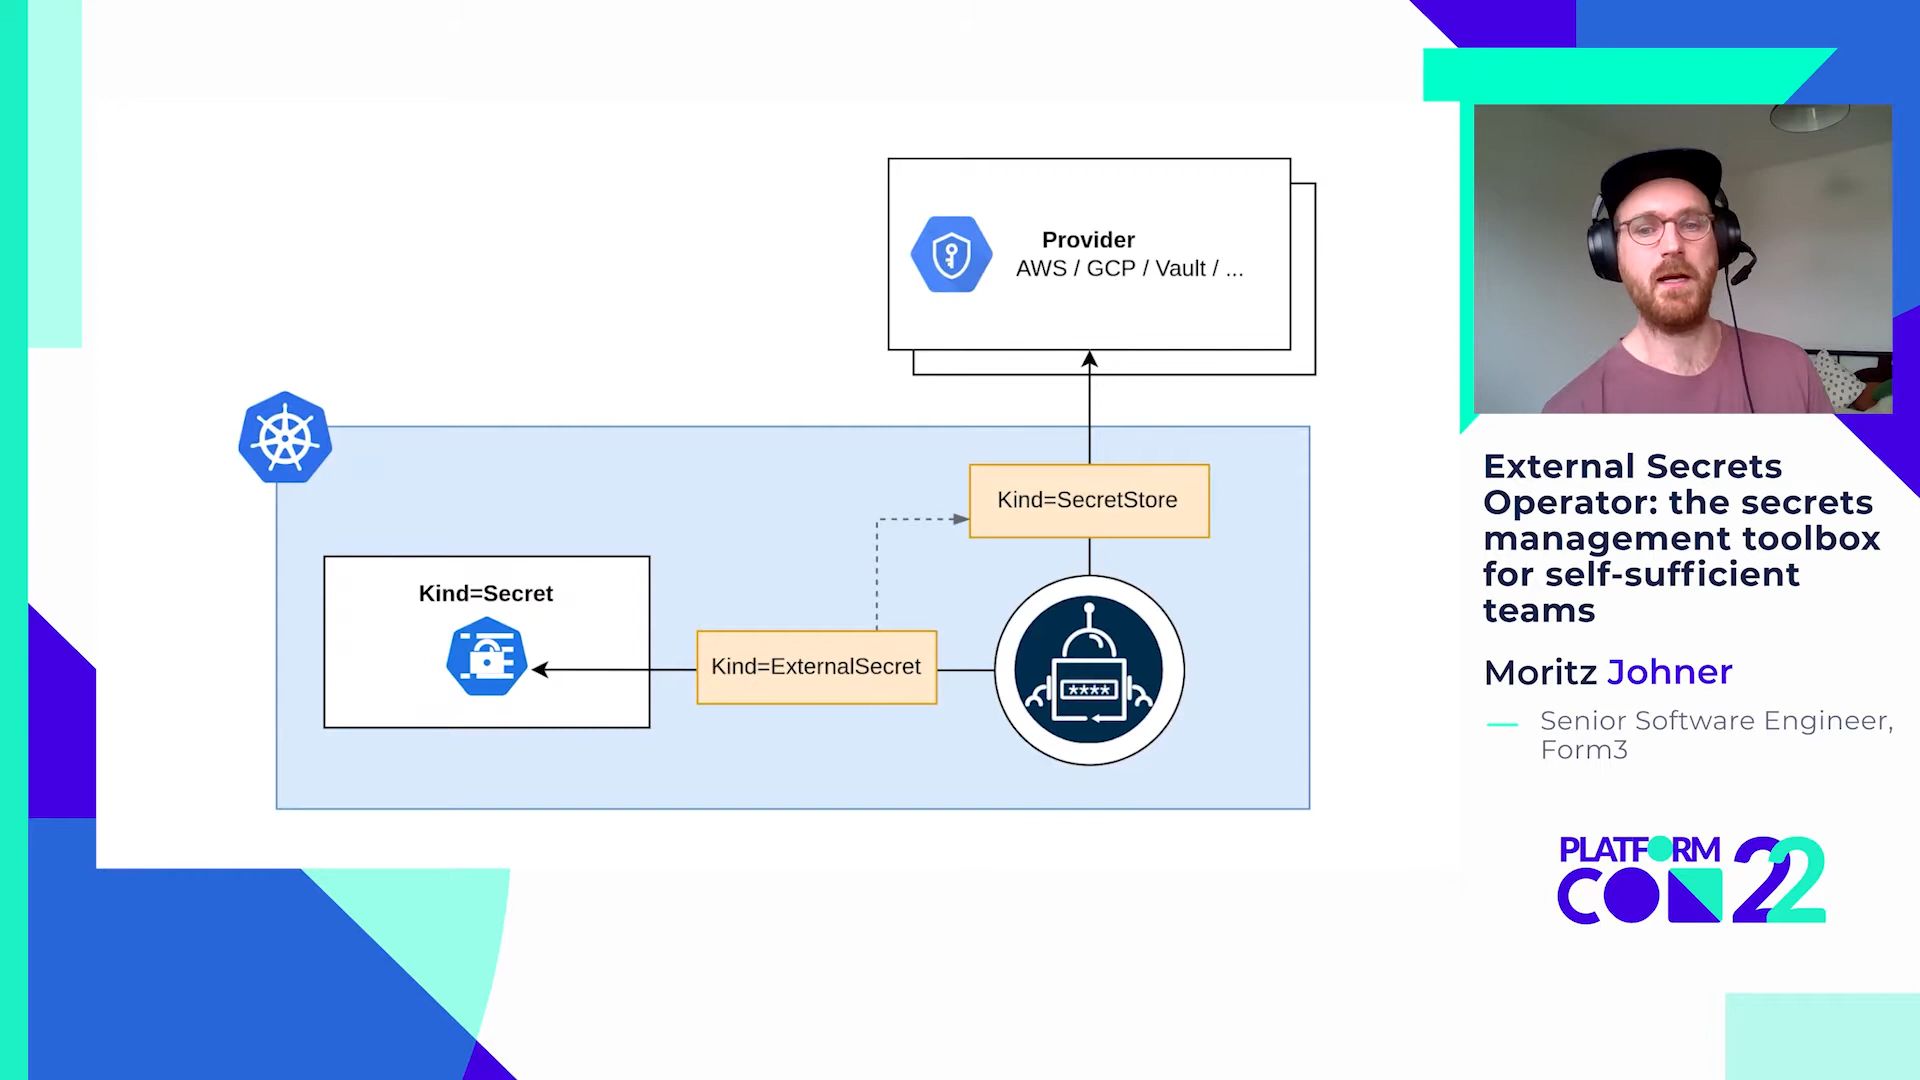 Provider
AWS / GCP / Vault / ...
Kind=SecretStore
Kind=Secret
Kind=ExternalSecret
****
External Secrets
Operator: the secrets
management toolbox
for self-sufficient
teams
Moritz Johner
Senior Software Engineer,
Form3
PLATFORM
CON 22